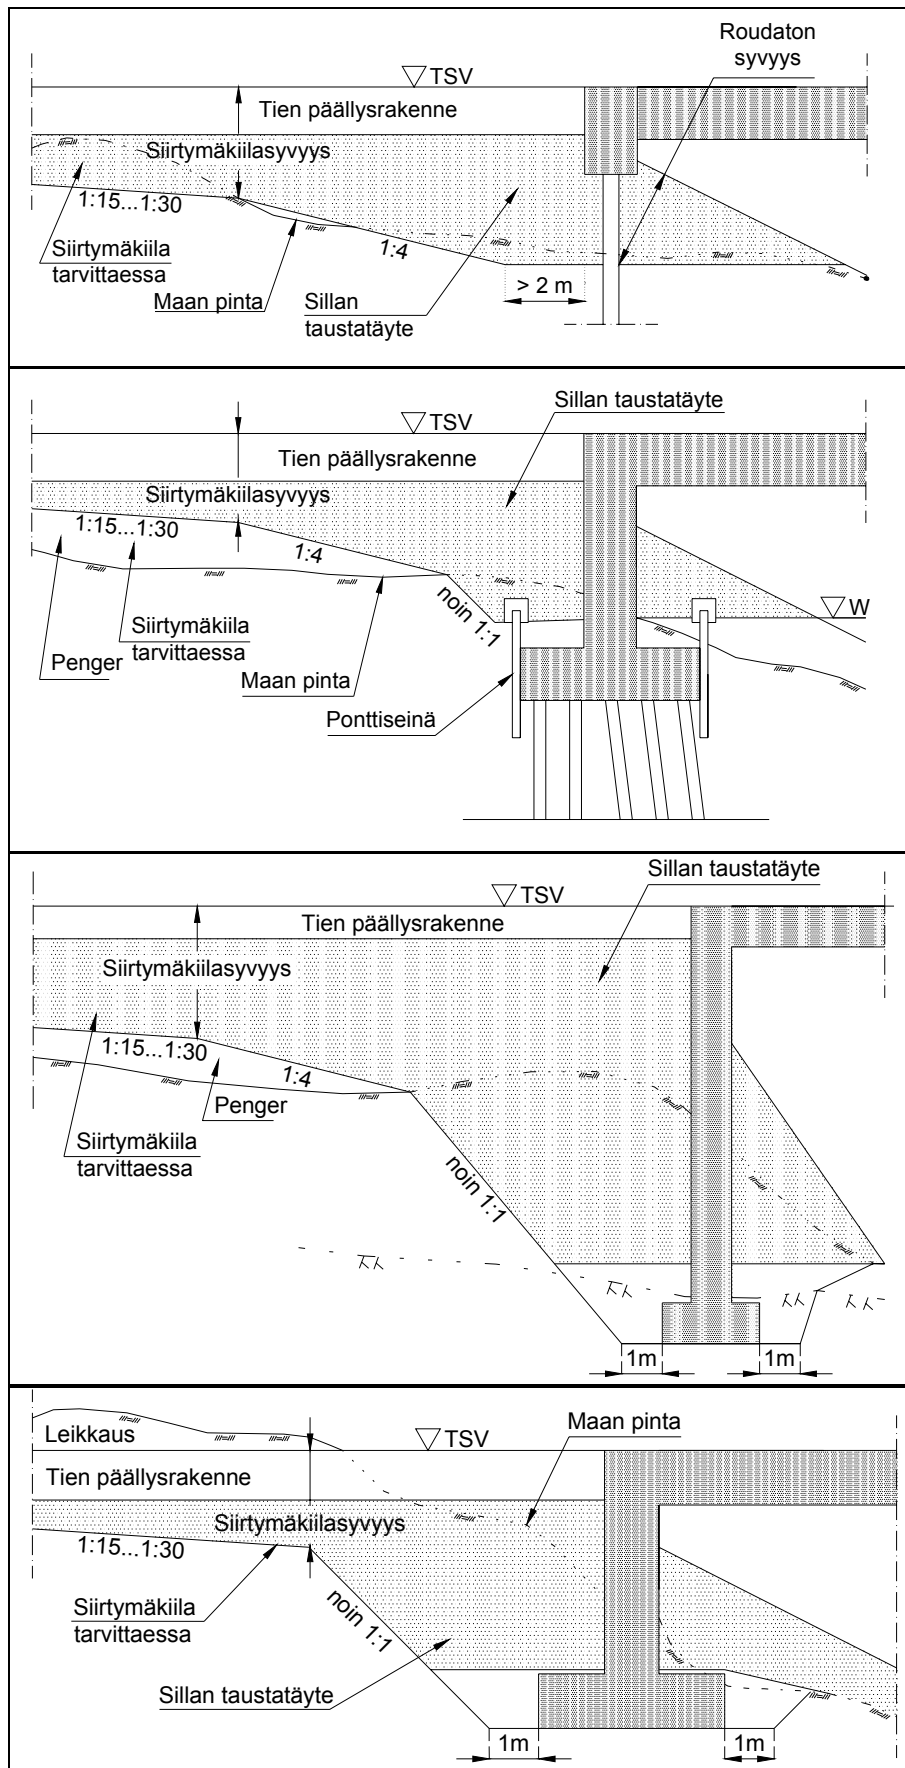 Roudaton
syvyys
TSV
Tien päällysrakenne
Siirtymäkiilasyvyys
1:15...1:30
1:4
Siirtymäkiila
tarvittaessa
Maan pinta
Sillan
taustatäyte
> 2 m
Sillan taustatäyte
TSV
Tien päällysrakenne
Siirtymäkiilasyvyys
1:15...1:30
1:4
noin 1:1
W
Siirtymäkiila
tarvittaessa
Penger
Maan pinta
Ponttiseinä
Sillan taustatäyte
TSV
Tien päällysrakenne
Siirtymäkiilasyvyys
1:15...1:30
1:4
Penger
Siirtymäkiila
tarvittaessa
noin 1:1
1m
1m
Leikkaus
TSV
Maan pinta
Tien päällysrakenne
Siirtymäkiilasyvyys
1:15...1:30
Siirtymäkiila
tarvittaessa
noin 1:1
Sillan taustatäyte
1m
1m